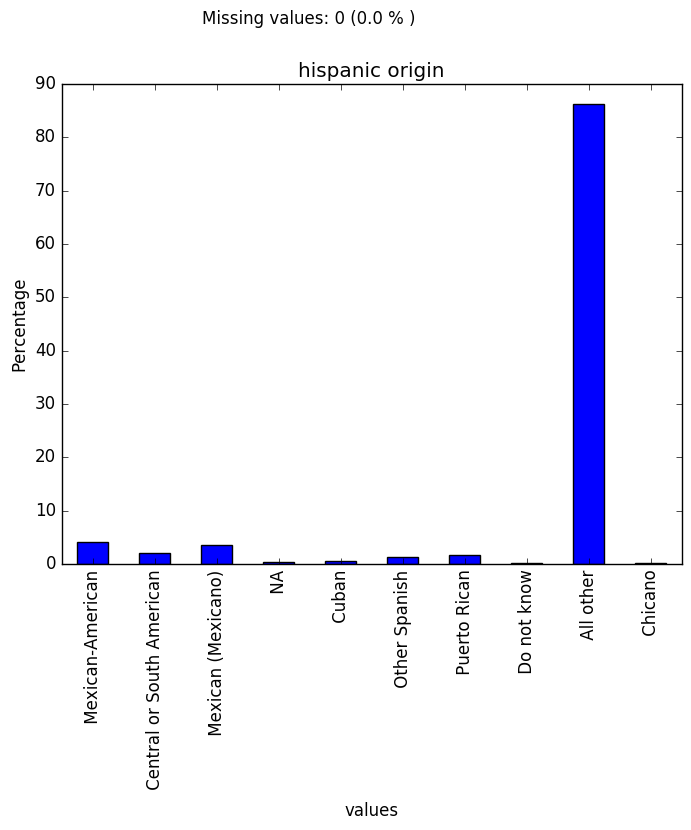 Missing values: 0 (0.0 % )
hispanic origin
90
80
70
60
50
40
30
20
10
0
Percentage
Mexican-American
Central or South American
Mexican (Mexicano)
NA
Cuban
Other Spanish
Puerto Rican
Do not know
All other
Chicano
values